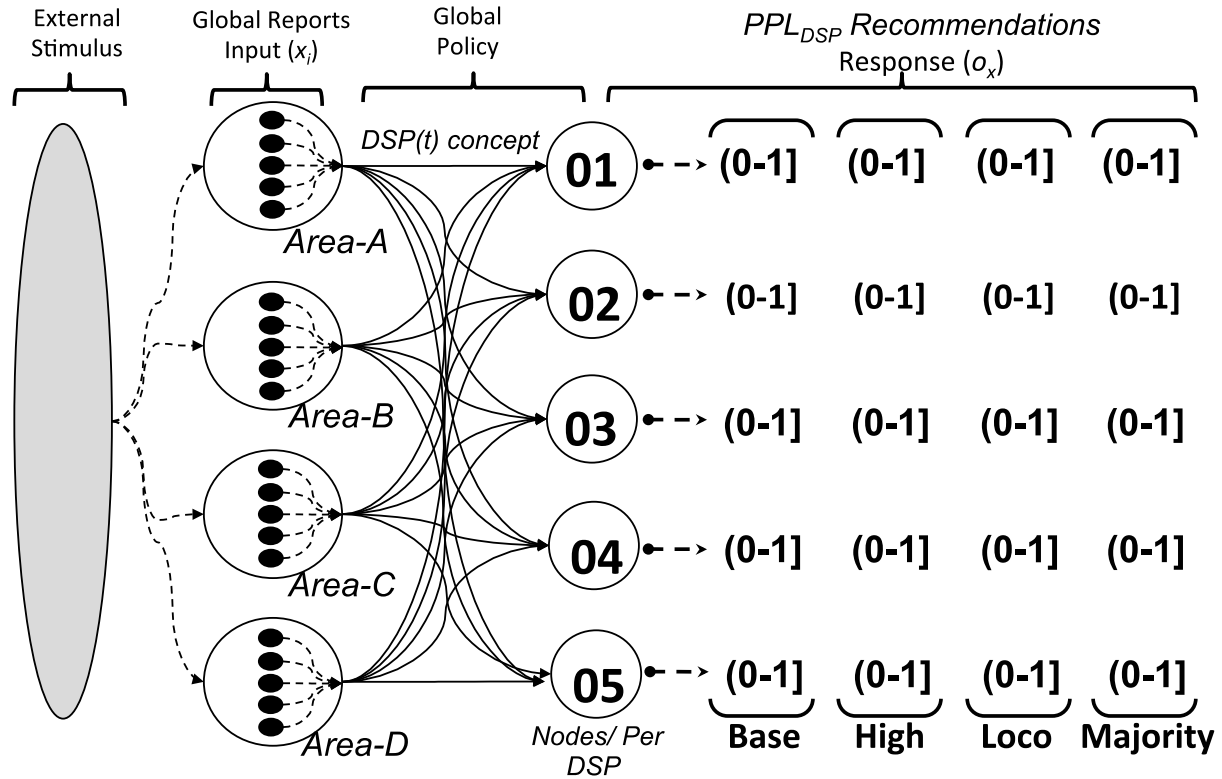 External
Stimulus
Global Reports
Input (xᵢ)
Global
Policy
PPL_DSP Recommendations
Response (oₓ)
DSP(t) concept
Area-A
Area-B
Area-C
Area-D
01 (0-1] (0-1] (0-1] (0-1]
02 (0-1] (0-1] (0-1] (0-1]
03 (0-1] (0-1] (0-1] (0-1]
04 (0-1] (0-1] (0-1] (0-1]
05 (0-1] (0-1] (0-1] (0-1]
Nodes/ Per
DSP
Base High Loco Majority